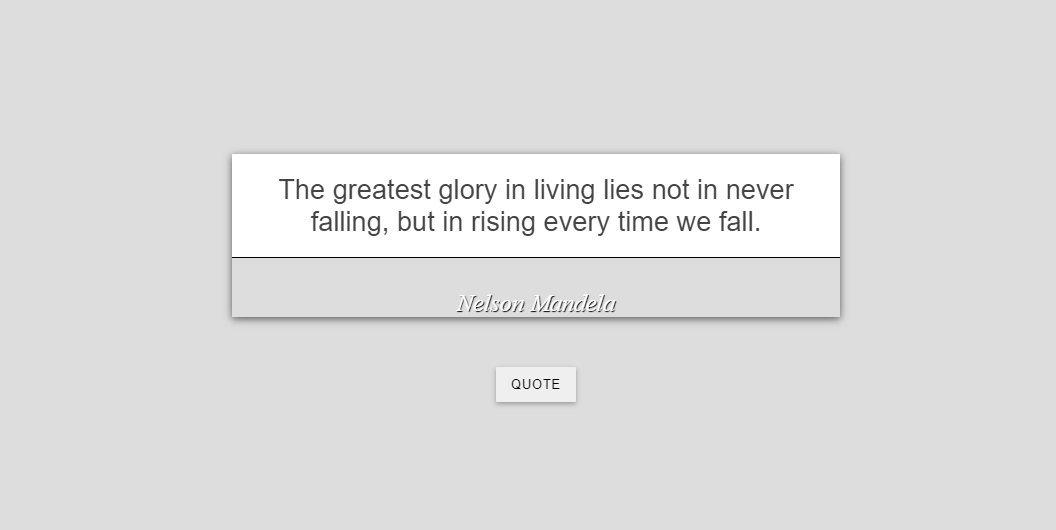 The greatest glory in living lies not in never
falling, but in rising every time we fall.
Nelson Mandela
QUOTE